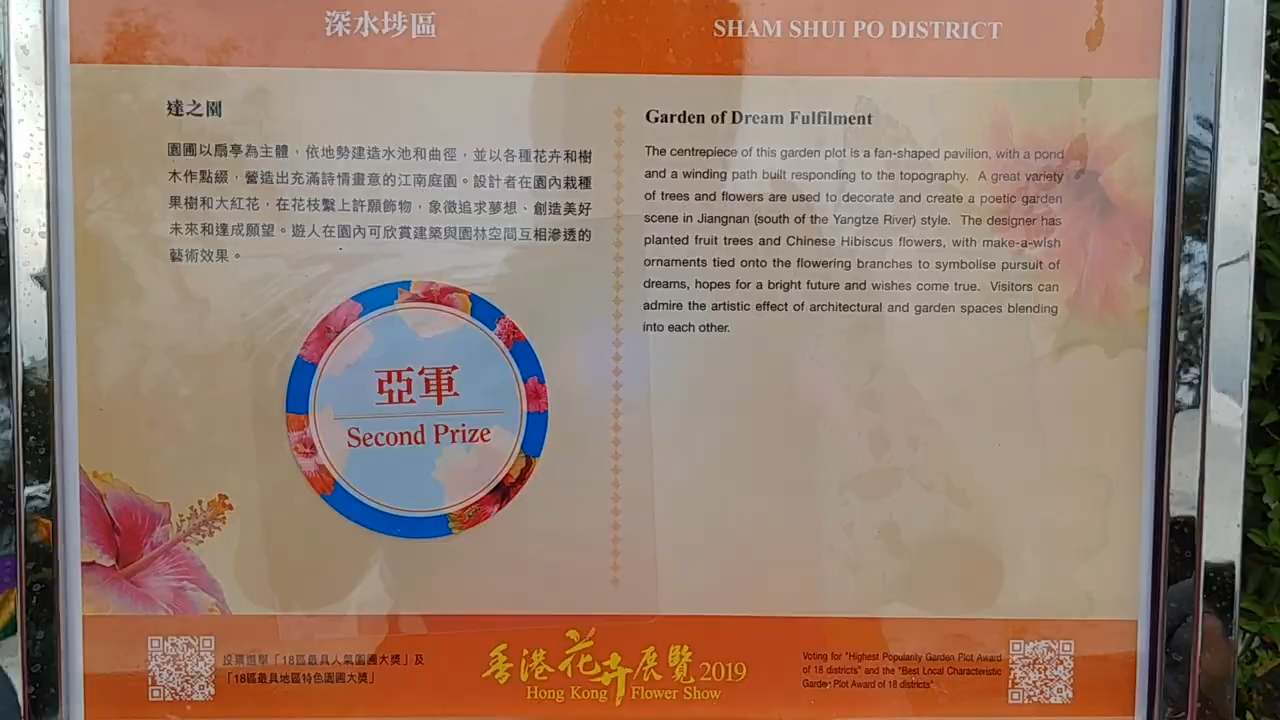 深水埗區
SHAM SHUI PO DISTRICT
達之園
園圃以扇亭為主體，依地勢建造水池和曲徑，並以各種花卉和樹
木作點綴，營造出充滿詩情畫意的江南庭園。設計者在園內栽種
果樹和大紅花，在花枝繫上許願飾物，象徵追求夢想、創造美好
未來和達成願望。遊人在園內可欣賞建築與園林空間互相滲透的
藝術效果。
Garden of Dream Fulfilment
The centrepiece of this garden plot is a fan-shaped pavilion, with a pond
and a winding path built responding to the topography. A great variety
of trees and flowers are used to decorate and create a poetic garden
scene in Jiangnan (south of the Yangtze River) style. The designer has
planted fruit trees and Chinese Hibiscus flowers, with make-a-wish
ornaments tied onto the flowering branches to symbolise pursuit of
dreams, hopes for a bright future and wishes come true. Visitors can
admire the artistic effect of architectural and garden spaces blending
into each other.
亞軍
Second Prize
投票選舉「18區最具人氣園圃大獎」及
「18區最具地區特色園圃大獎」
香港花卉展覽2019
Hong Kong Flower Show
Voting for "Highest Popularity Garden Plot Award
of 18 districts" and the "Best Local Characteristic
Garden Plot Award of 18 districts"